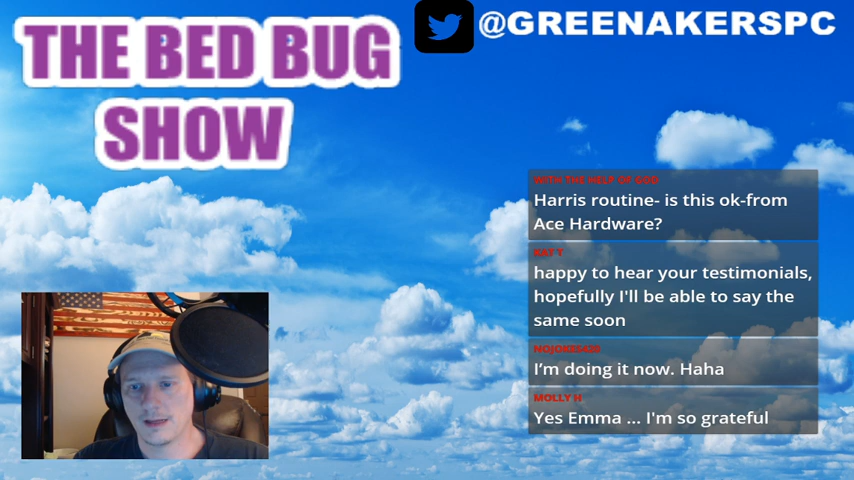 THE BED BUG
SHOW
@GREENAKERSPC
WITH THE HELP OF GOD
Harris routine- is this ok-from
Ace Hardware?
KAY T
happy to hear your testimonials,
hopefully I'll be able to say the
same soon
I'm doing it now. Haha
MOLLY H
Yes Emma ... I'm so grateful